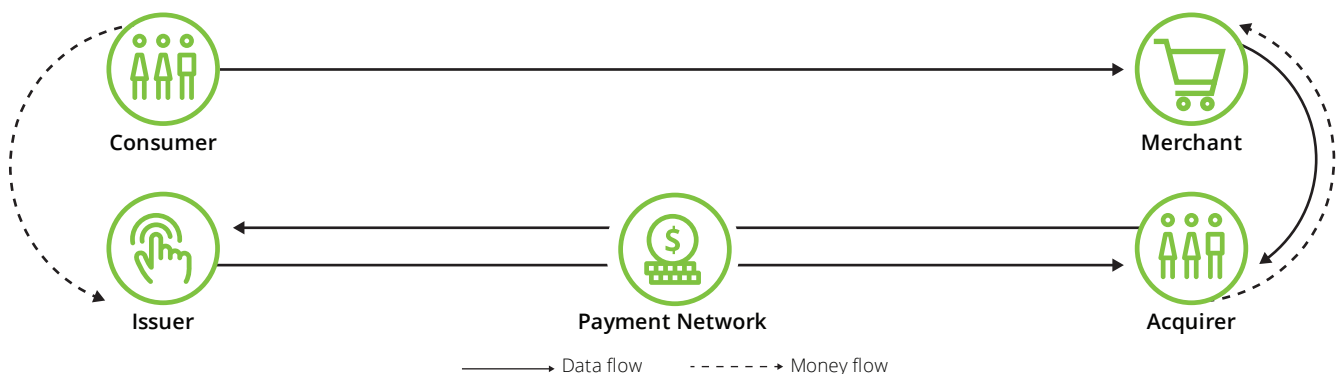 Consumer
Merchant
$
Issuer
Payment Network
Acquirer
Data flow
Money flow